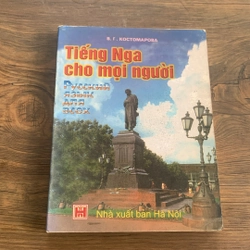 В. Г. КОСТОМАРОВА
Tiếng Nga
cho mọi người
Русский
язык
для
всех
Nhà xuất bản Hà Nội